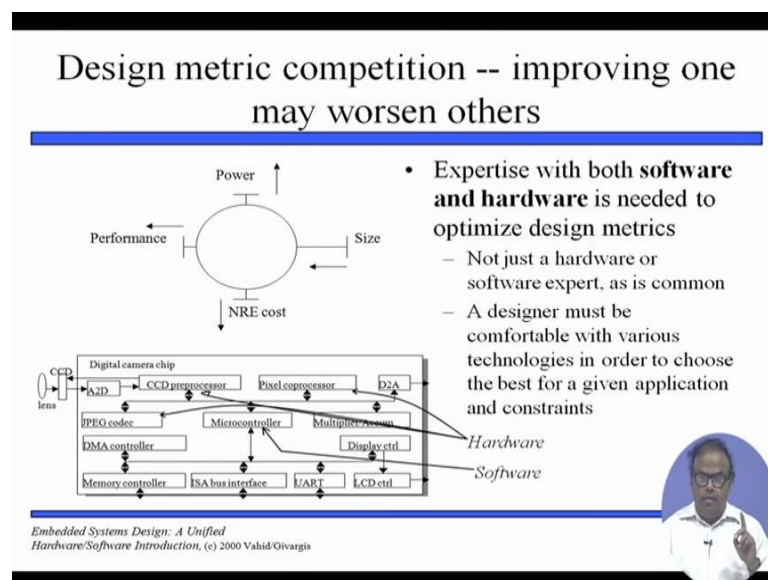 Design metric competition -- improving one
may worsen others
Power
Performance
Size
NRE cost
• Expertise with both software
and hardware is needed to
optimize design metrics
– Not just a hardware or
software expert, as is common
– A designer must be
comfortable with various
technologies in order to choose
the best for a given application
and constraints
Digital camera chip
CCD
lens
A2D
CCD preprocessor
Pixel coprocessor
D2A
JPEG codec
Microcontroller
Multiplier/Accum
DMA controller
Display ctrl
Memory controller
ISA bus interface
UART
LCD ctrl
Hardware
Software
Embedded Systems Design: A Unified
Hardware/Software Introduction, (c) 2000 Vahid/Givargis